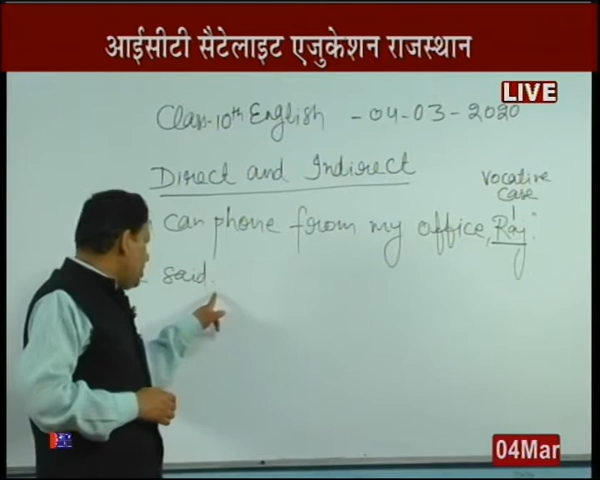 आईसीटी सैटेलाइट एजुकेशन राजस्थान
LIVE
Class-10th English - 04-03-2020
Direct and Indirect
vocative
case
can phone from my office, Raj."
said.
04Mar